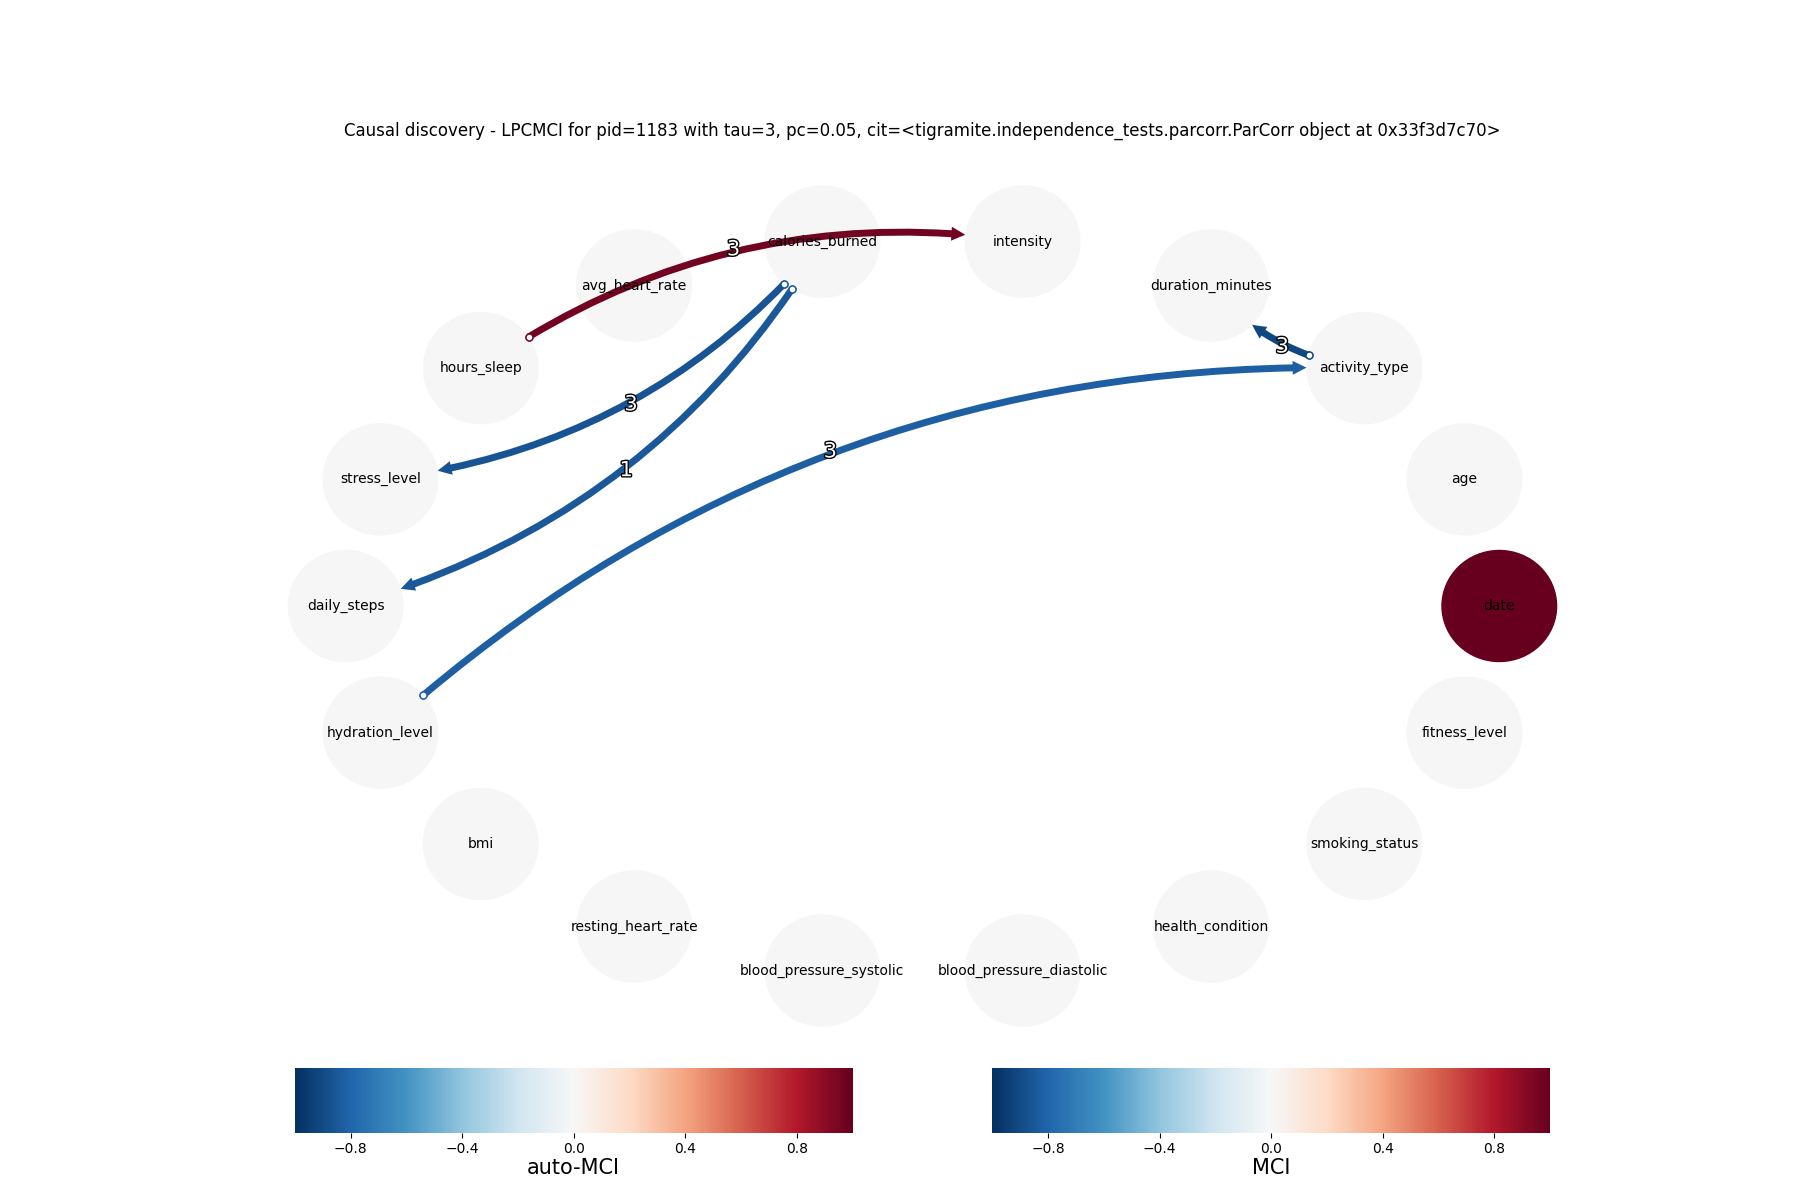 Causal discovery - LPCMCI for pid=1183 with tau=3, pc=0.05, cit=<tigramite.independence_tests.parcorr.ParCorr object at 0x33f3d7c70>
calories_burned
intensity
3
avg_heart_rate
duration_minutes
3
hours_sleep
activity_type
3
3
stress_level
age
1
daily_steps
date
hydration_level
fitness_level
bmi
smoking_status
resting_heart_rate
health_condition
blood_pressure_systolic
blood_pressure_diastolic
−0.8 −0.4 0.0 0.4 0.8
auto-MCI
−0.8 −0.4 0.0 0.4 0.8
MCI